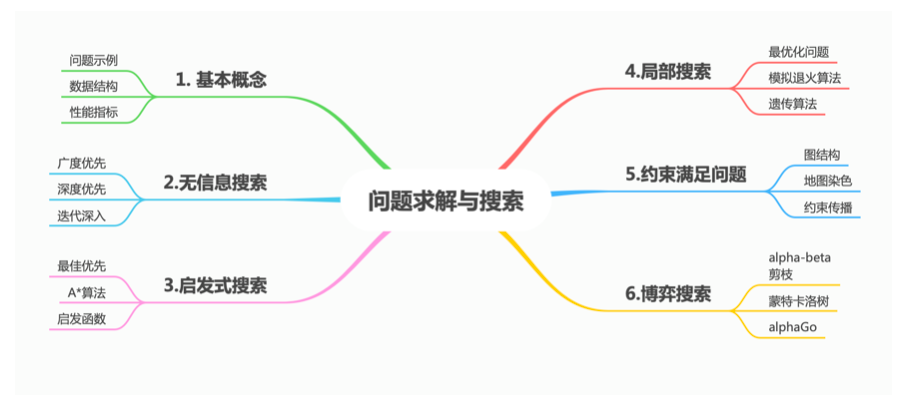 问题求解与搜索
1. 基本概念
问题示例
数据结构
性能指标
2.无信息搜索
广度优先
深度优先
迭代深入
3.启发式搜索
最佳优先
A*算法
启发函数
4.局部搜索
最优化问题
模拟退火算法
遗传算法
5.约束满足问题
图结构
地图染色
约束传播
6.博弈搜索
alpha-beta
剪枝
蒙特卡洛树
alphaGo